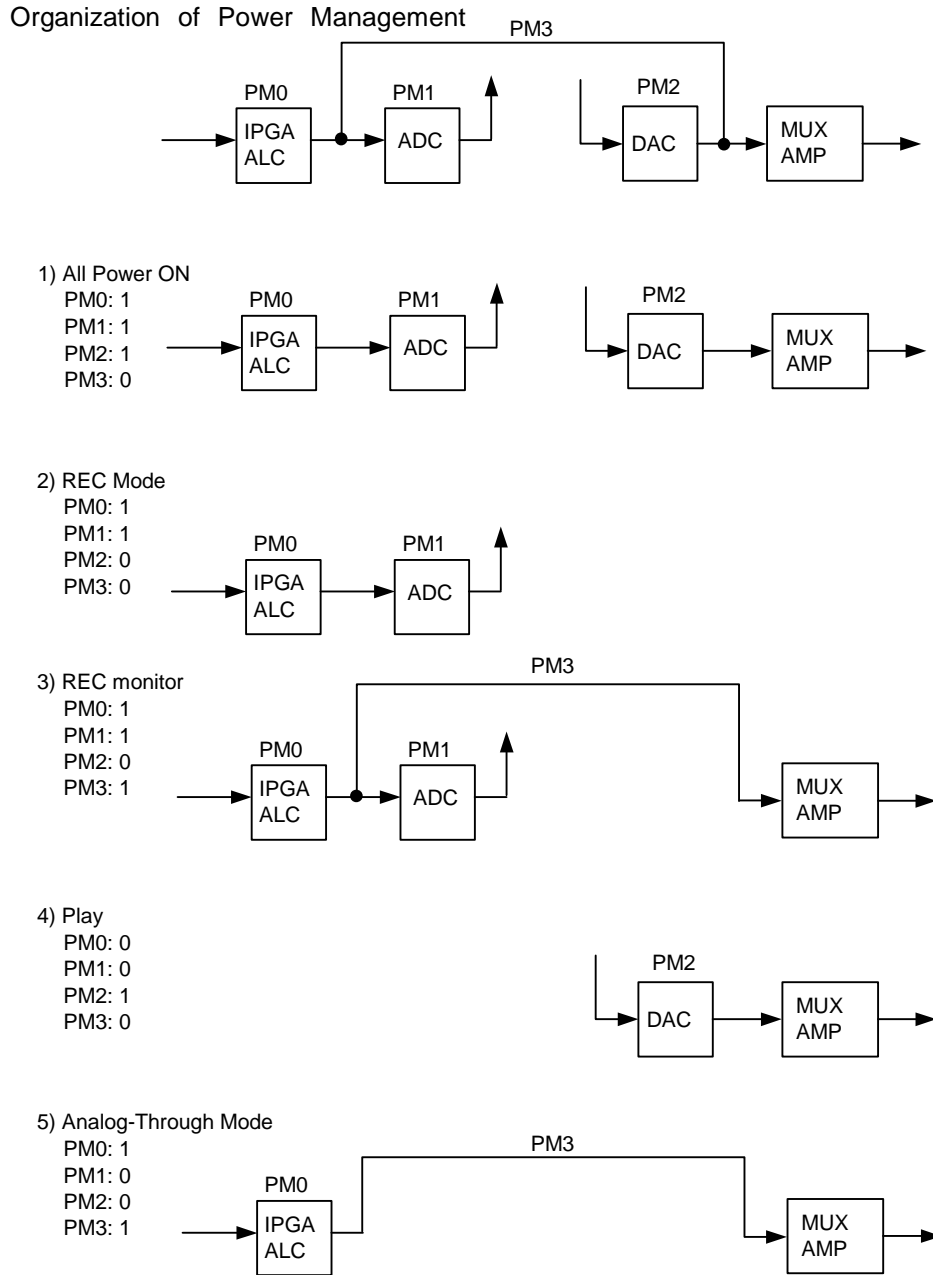 Organization of Power Management
PM3
PM0
PM1
PM2
IPGA
ALC
ADC
DAC
MUX
AMP
1) All Power ON
PM0: 1
PM1: 1
PM2: 1
PM3: 0
PM0
PM1
PM2
IPGA
ALC
ADC
DAC
MUX
AMP
2) REC Mode
PM0: 1
PM1: 1
PM2: 0
PM3: 0
PM0
PM1
IPGA
ALC
ADC
3) REC monitor
PM0: 1
PM1: 1
PM2: 0
PM3: 1
PM3
PM0
PM1
IPGA
ALC
ADC
MUX
AMP
4) Play
PM0: 0
PM1: 0
PM2: 1
PM3: 0
PM2
DAC
MUX
AMP
5) Analog-Through Mode
PM0: 1
PM1: 0
PM2: 0
PM3: 1
PM3
PM0
IPGA
ALC
MUX
AMP